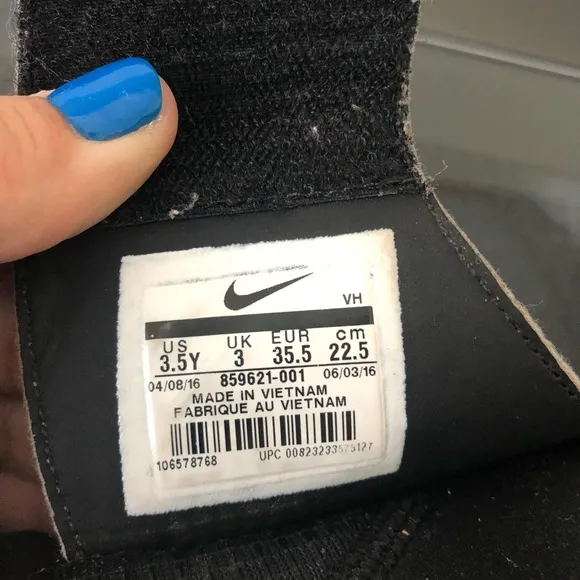 VH
US UK EUR cm
3.5Y 3 35.5 22.5
04/08/16 859621-001 06/03/16
MADE IN VIETNAM
FABRIQUE AU VIETNAM
106578768 UPC